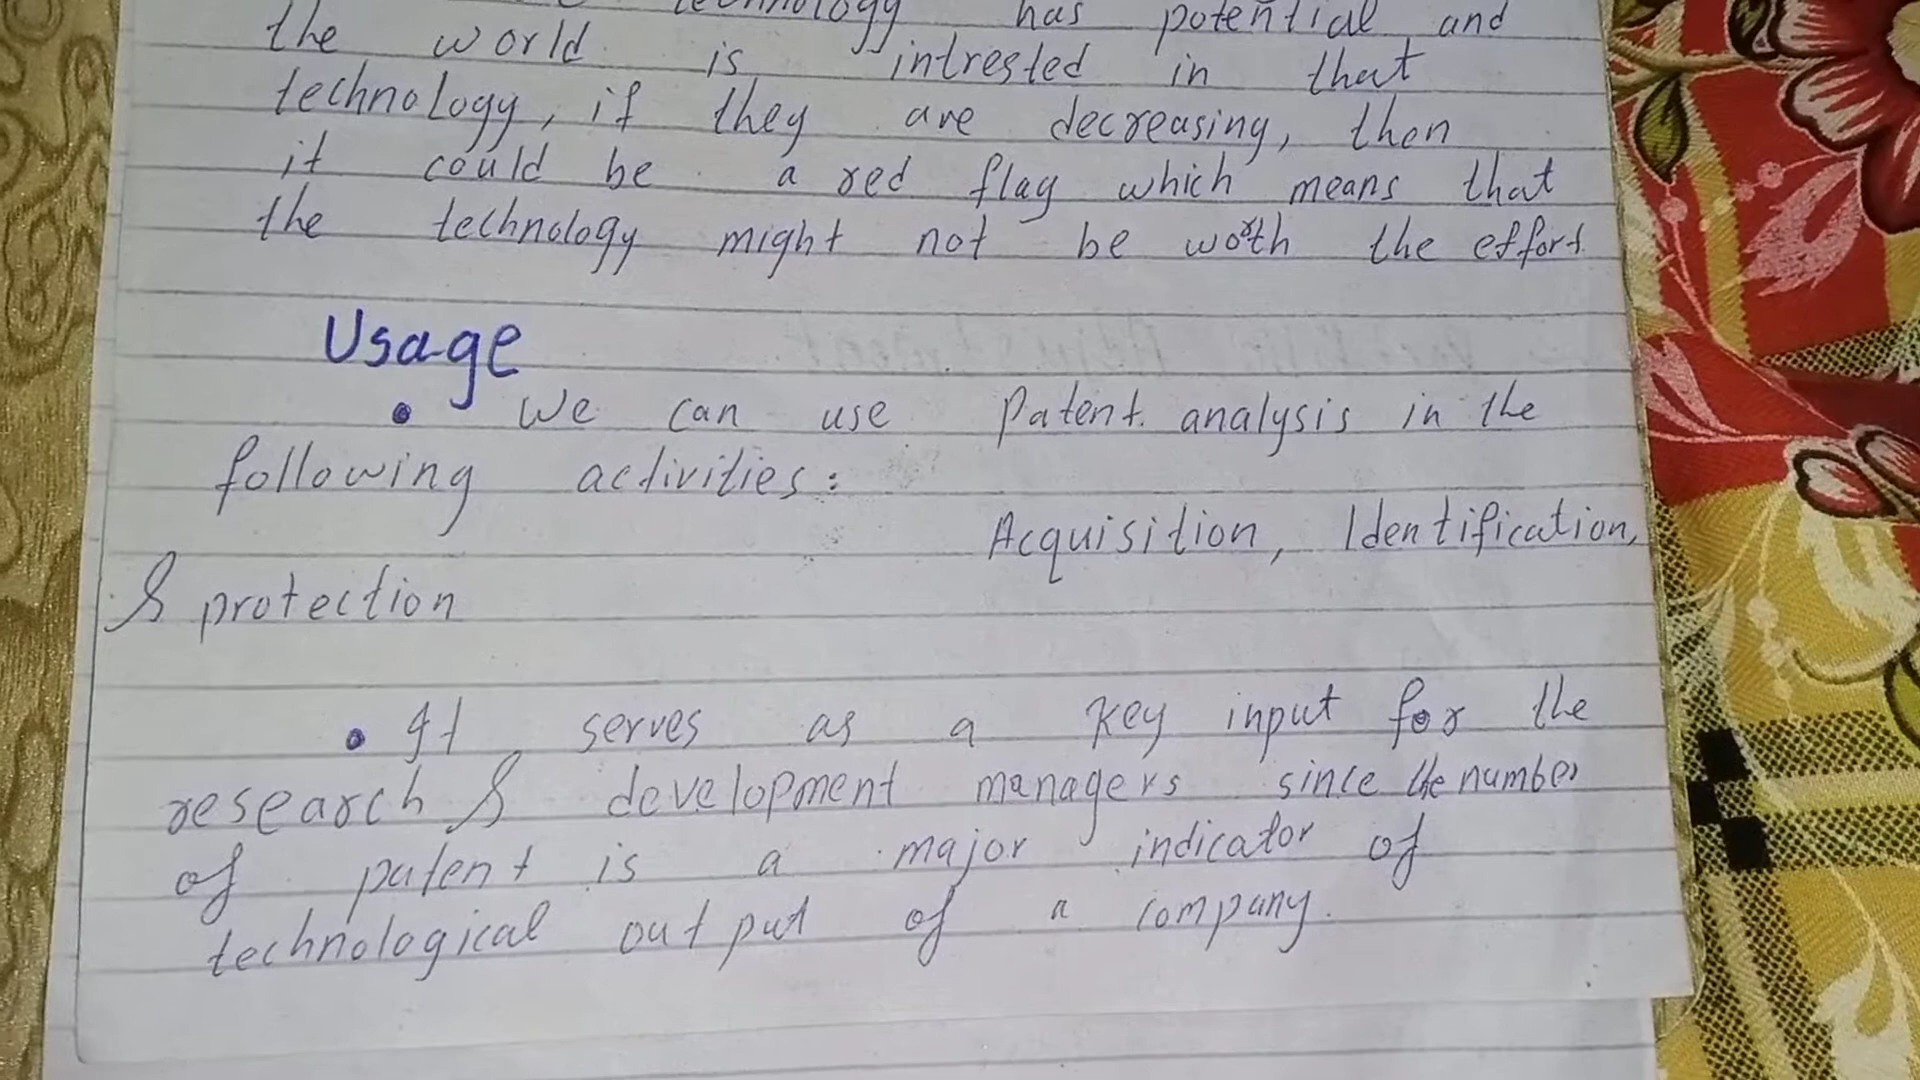 technology has potential and
the world is intrested in that
technology, if they are decreasing, then
it could be a red flag which means that
the technology might not be worth the effort.
Usage
• We can use Patent analysis in the
following activities:
Acquisition, Identification,
& protection
• It serves as a key input for the
research & development managers since the number
of patent is a major indicator of
technological output of a company.